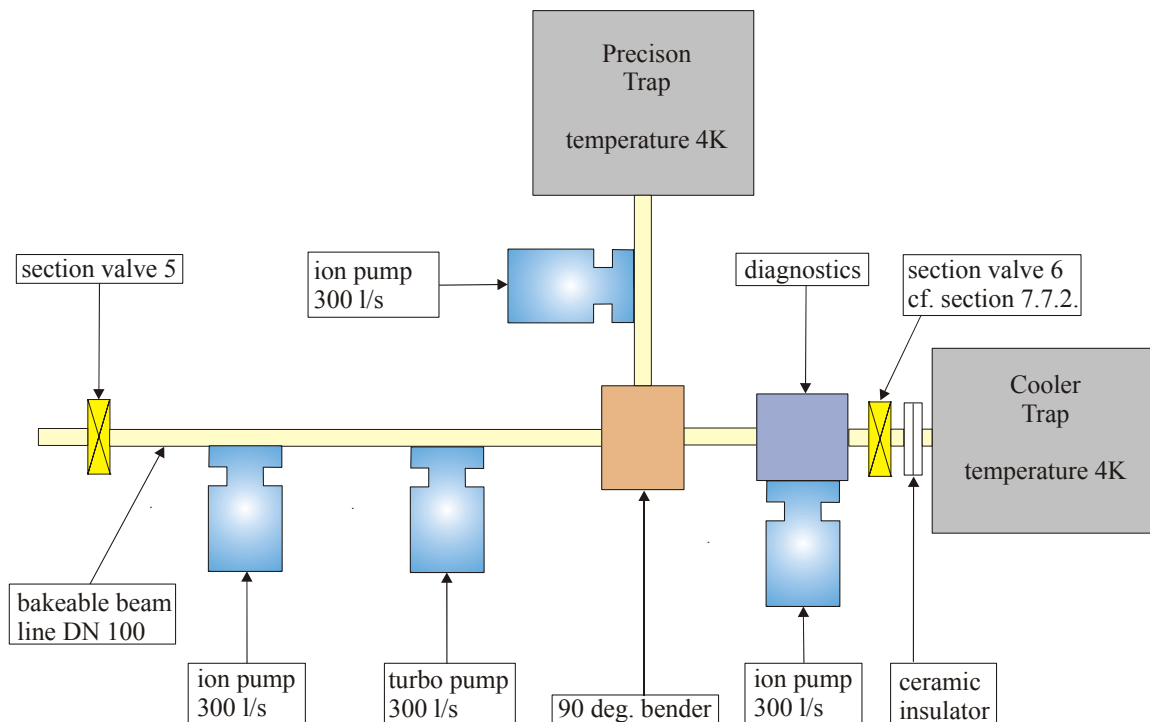 Precison
Trap
temperature 4K
section valve 5
ion pump
300 l/s
diagnostics
section valve 6
cf. section 7.7.2.
Cooler
Trap
temperature 4K
bakeable beam
line DN 100
ion pump
300 l/s
turbo pump
300 l/s
90 deg. bender
ion pump
300 l/s
ceramic
insulator